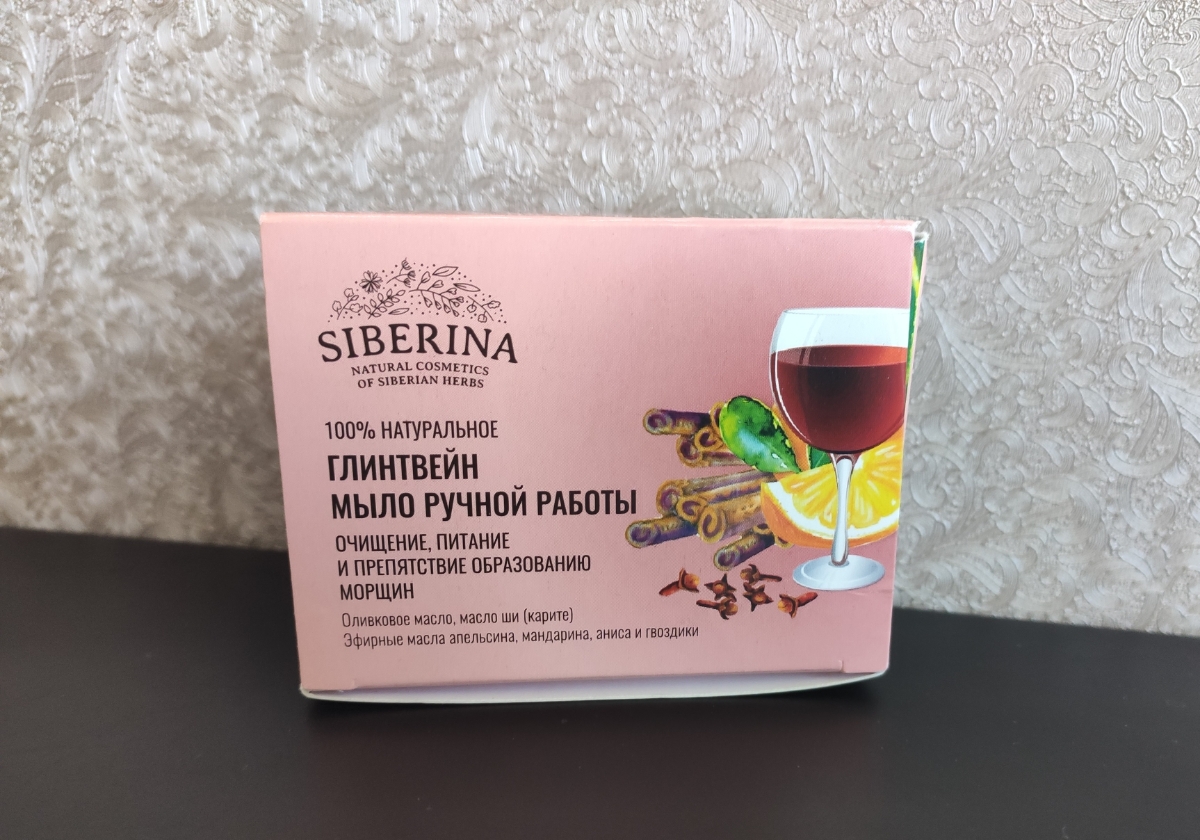 SIBERINA
NATURAL COSMETICS
OF SIBERIAN HERBS
100% НАТУРАЛЬНОЕ
ГЛИНТВЕЙН
МЫЛО РУЧНОЙ РАБОТЫ
ОЧИЩЕНИЕ, ПИТАНИЕ
И ПРЕПЯТСТВИЕ ОБРАЗОВАНИЮ
МОРЩИН
Оливковое масло, масло ши (карите)
Эфирные масла апельсина, мандарина, аниса и гвоздики